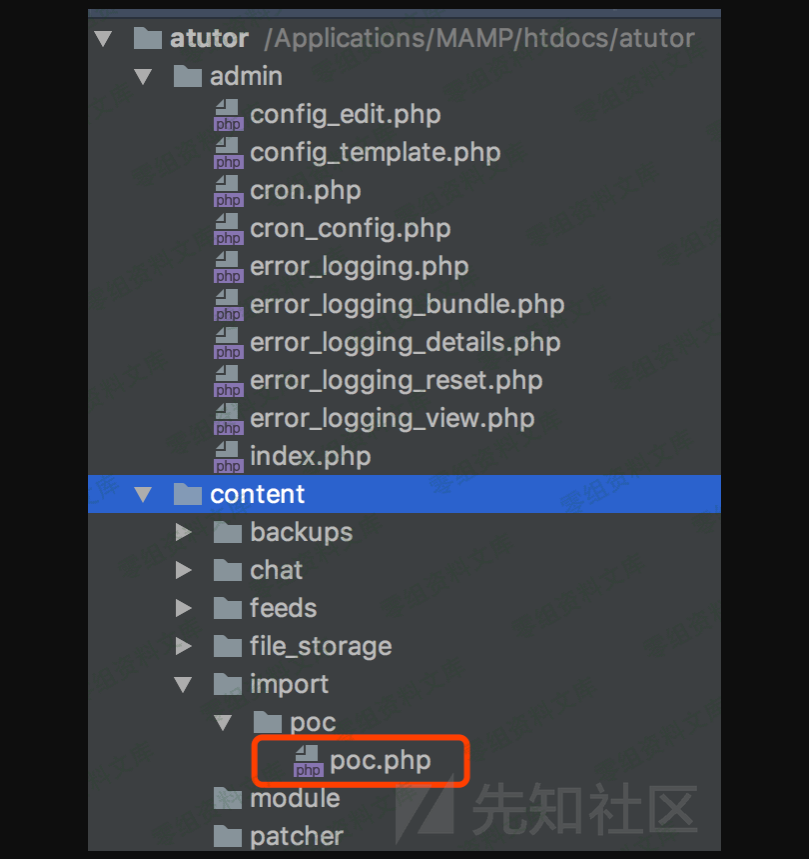 atutor /Applications/MAMP/htdocs/atutor
admin
php config_edit.php
php config_template.php
php cron.php
php cron_config.php
php error_logging.php
php error_logging_bundle.php
php error_logging_details.php
php error_logging_reset.php
php error_logging_view.php
php index.php
content
backups
chat
feeds
file_storage
import
poc
php poc.php
module
patcher
先知社区